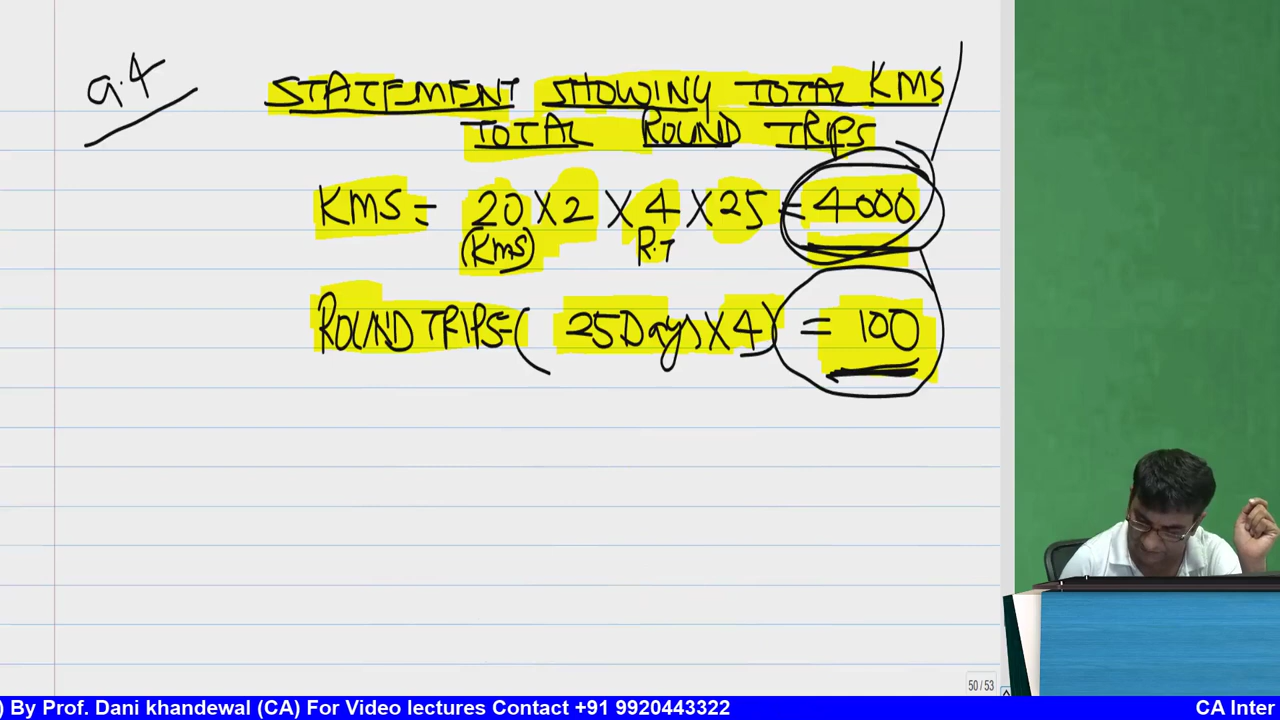 Q.4
STATEMENT SHOWING TOTAL KMS
TOTAL ROUND TRIPS
KMS = 20 X 2 X 4 X 25 = 4000
(Kms) R.T
ROUND TRIPS = ( 25 Days X 4 ) = 100
50 / 53
) By Prof. Dani khandewal (CA) For Video lectures Contact +91 9920443322 CA Inter